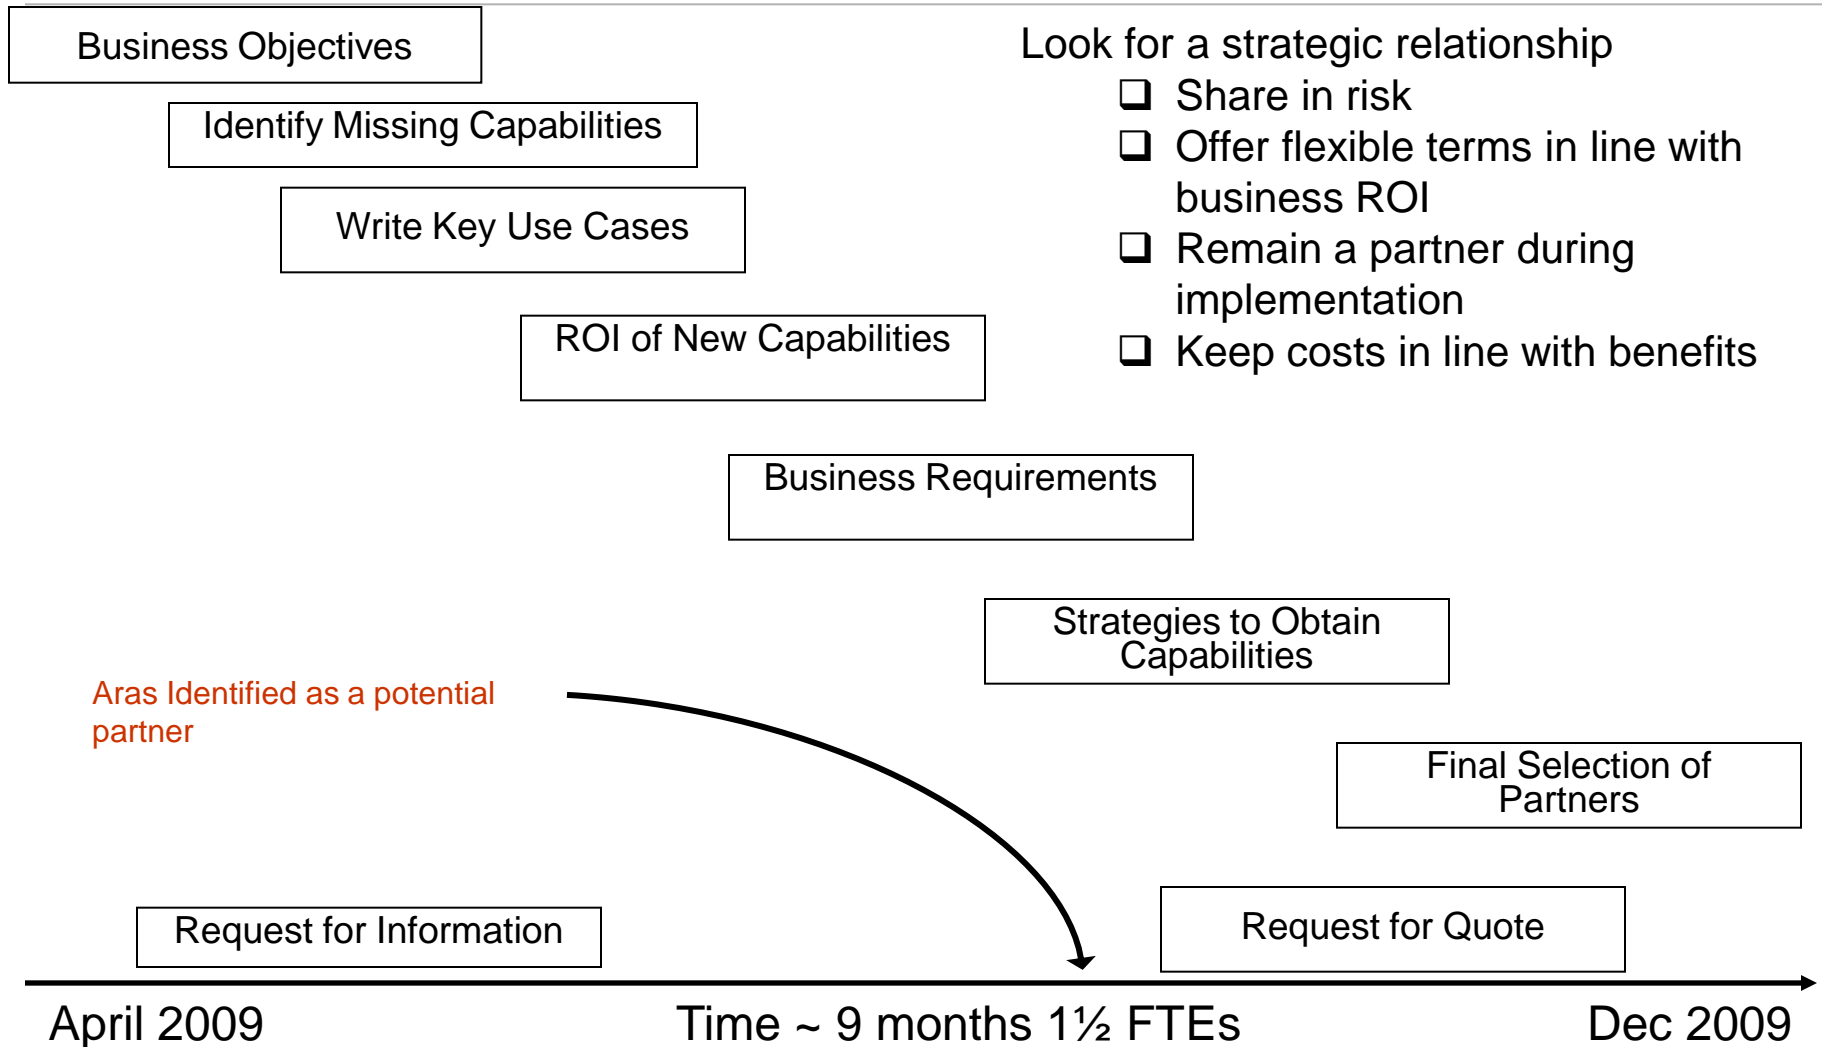 Business Objectives
Identify Missing Capabilities
Write Key Use Cases
ROI of New Capabilities
Business Requirements
Strategies to Obtain
Capabilities
Final Selection of
Partners
Look for a strategic relationship
❑ Share in risk
❑ Offer flexible terms in line with
business ROI
❑ Remain a partner during
implementation
❑ Keep costs in line with benefits
Aras Identified as a potential
partner
Request for Information
Request for Quote
April 2009
Time ~ 9 months 1½ FTEs
Dec 2009